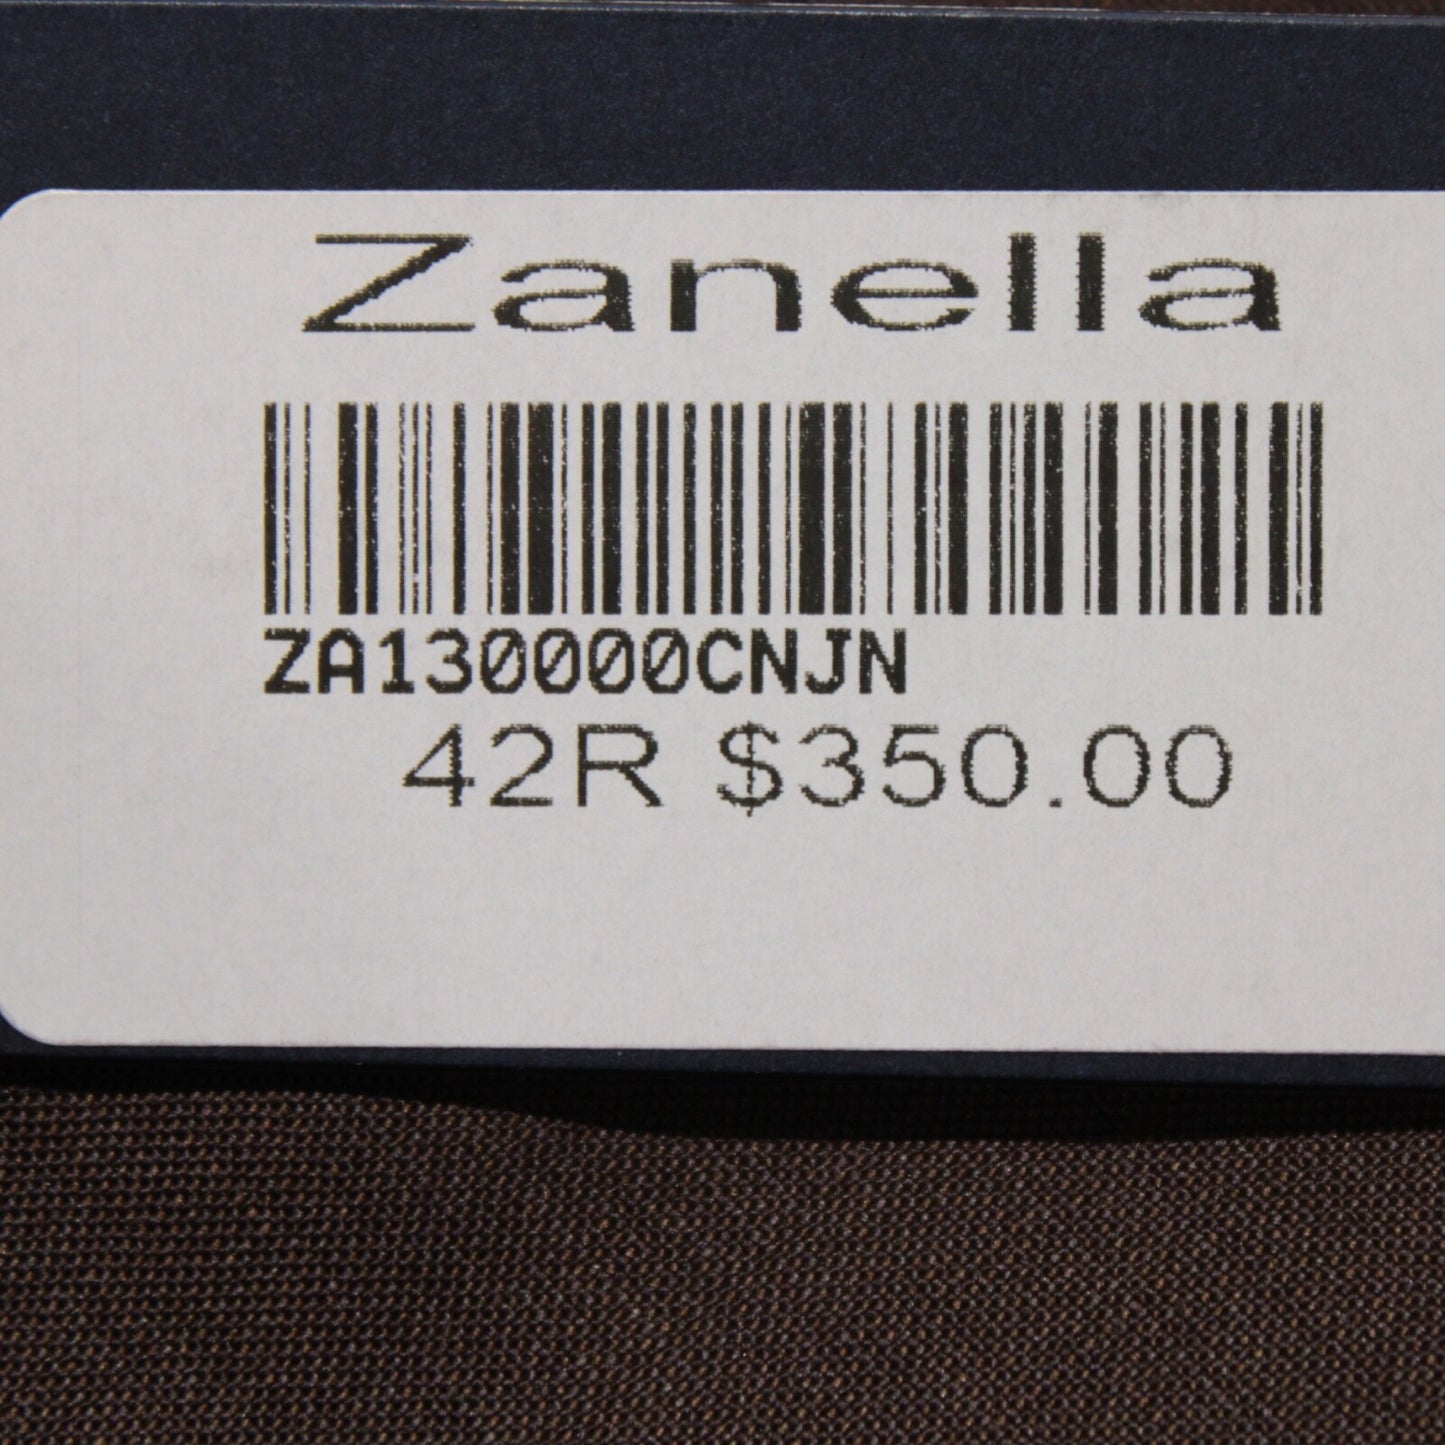 Zanella
ZA130000CNJN
42R $350.00